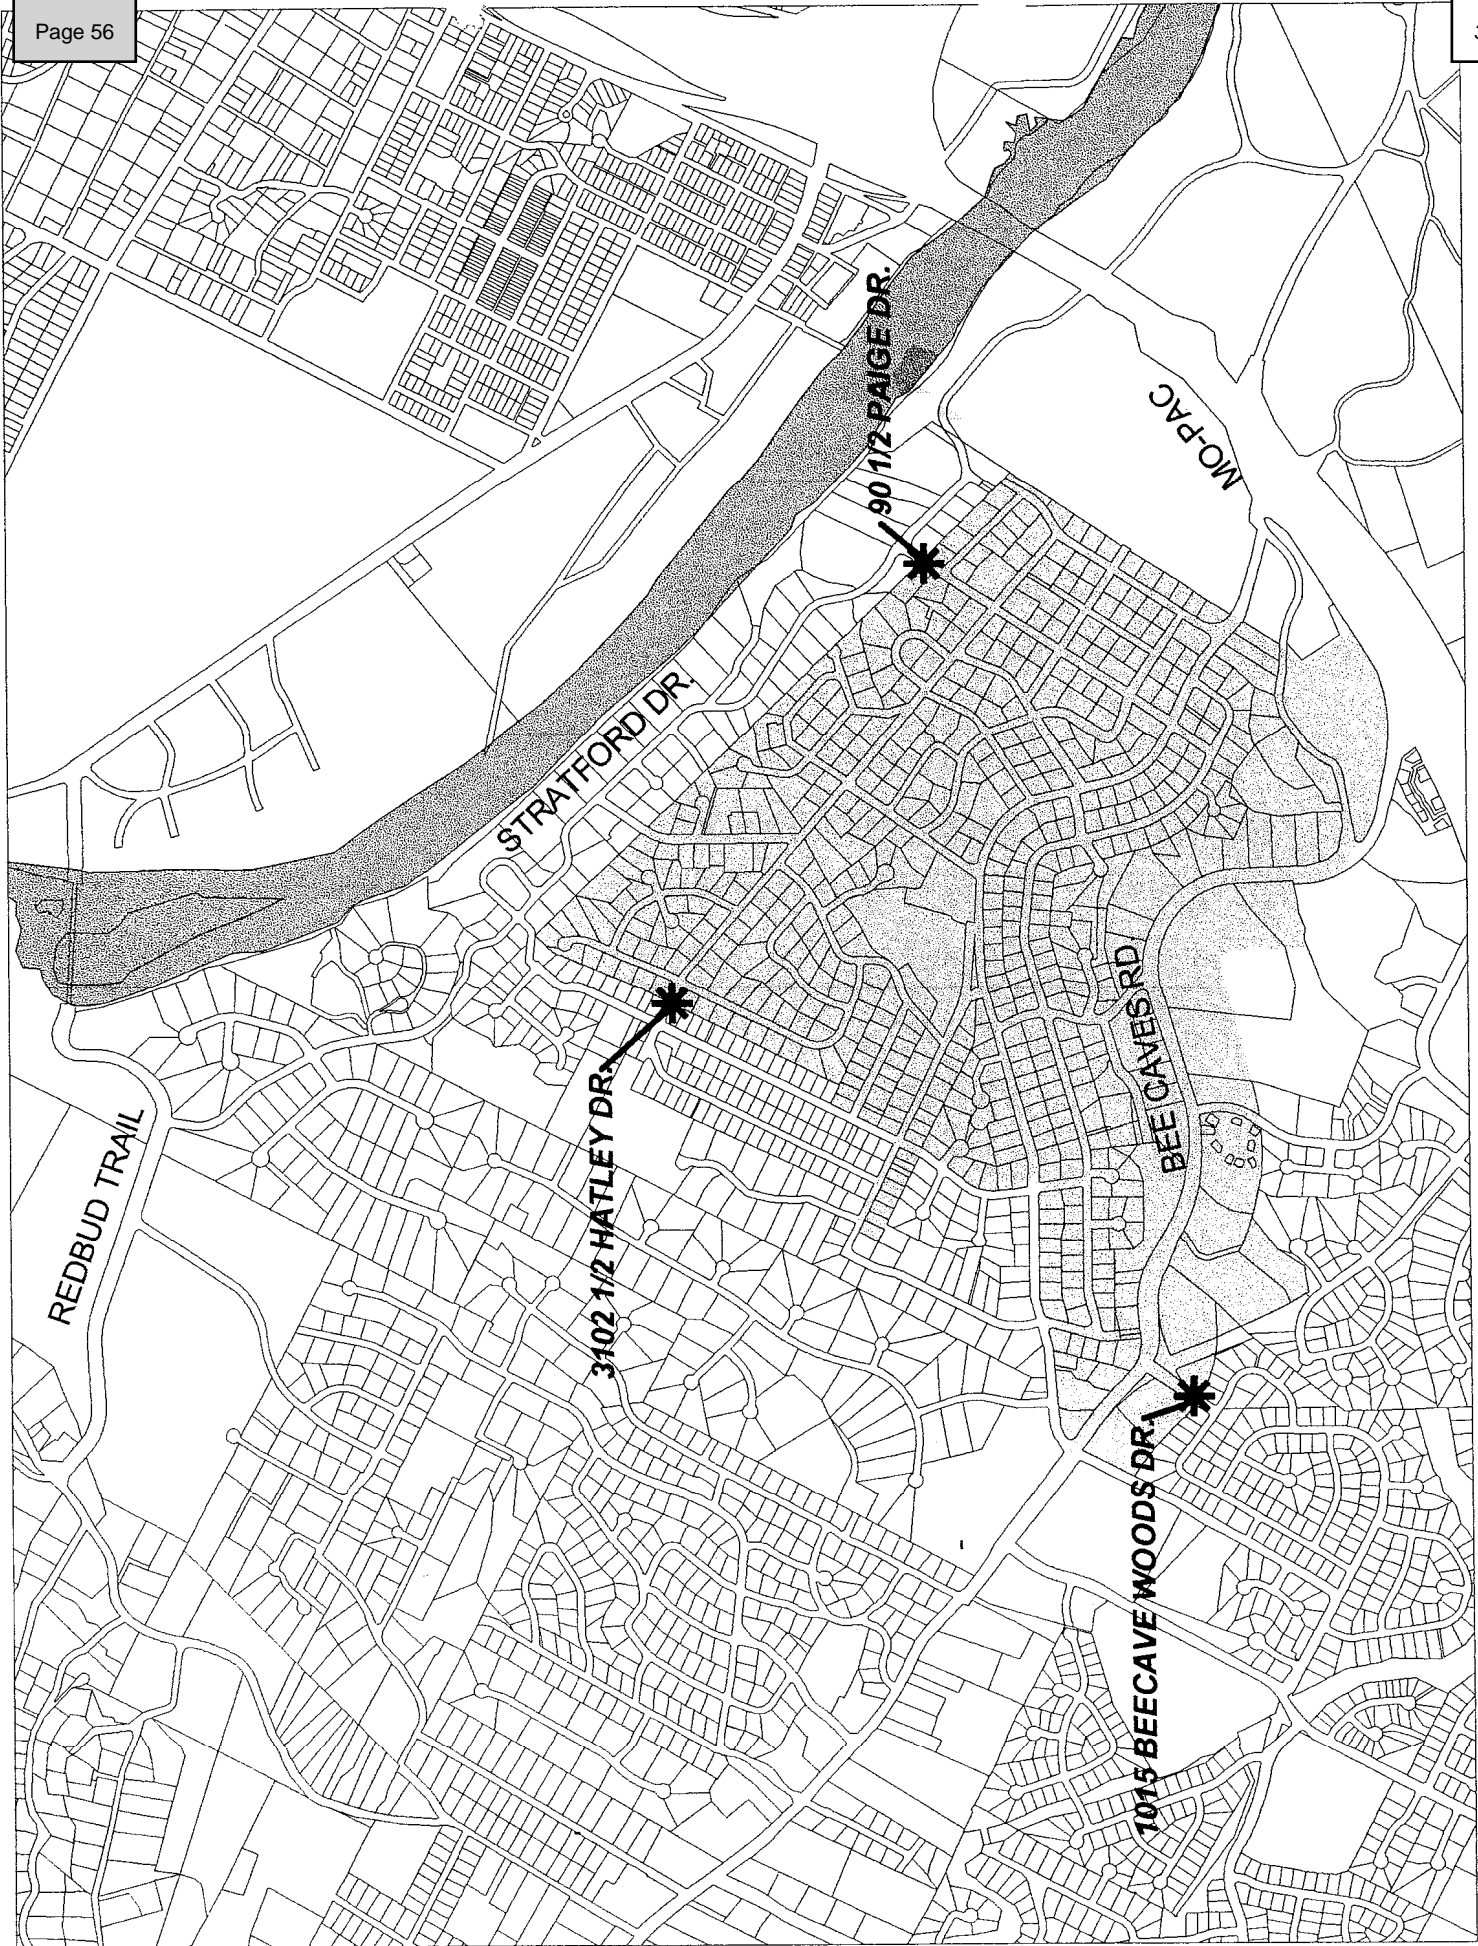 Page 56
3
90 1/2 PAIGE DR.
MO-PAC
STRATFORD DR.
BEE CAVES RD
REDBUD TRAIL
3102 1/2 HATLEY DR.
1015 BEECAVE WOODS DR.